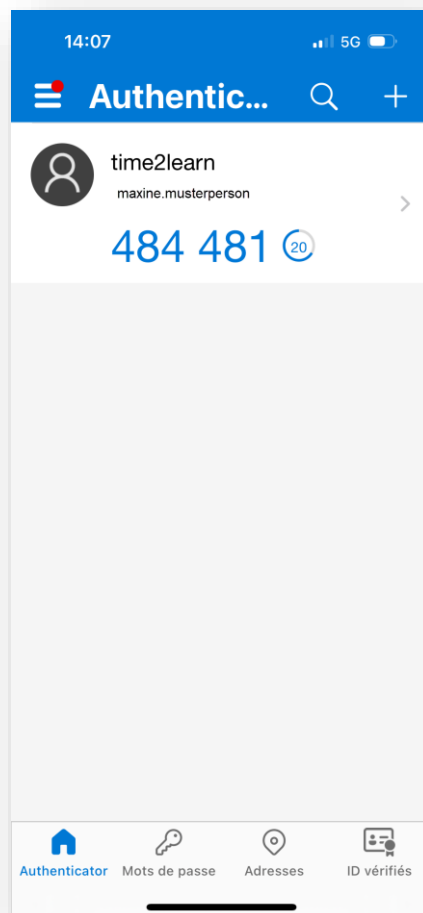 14:07 5G
Authentic...
time2learn
maxine.musterperson
484 481 20
Authenticator Mots de passe Adresses ID vérifiés